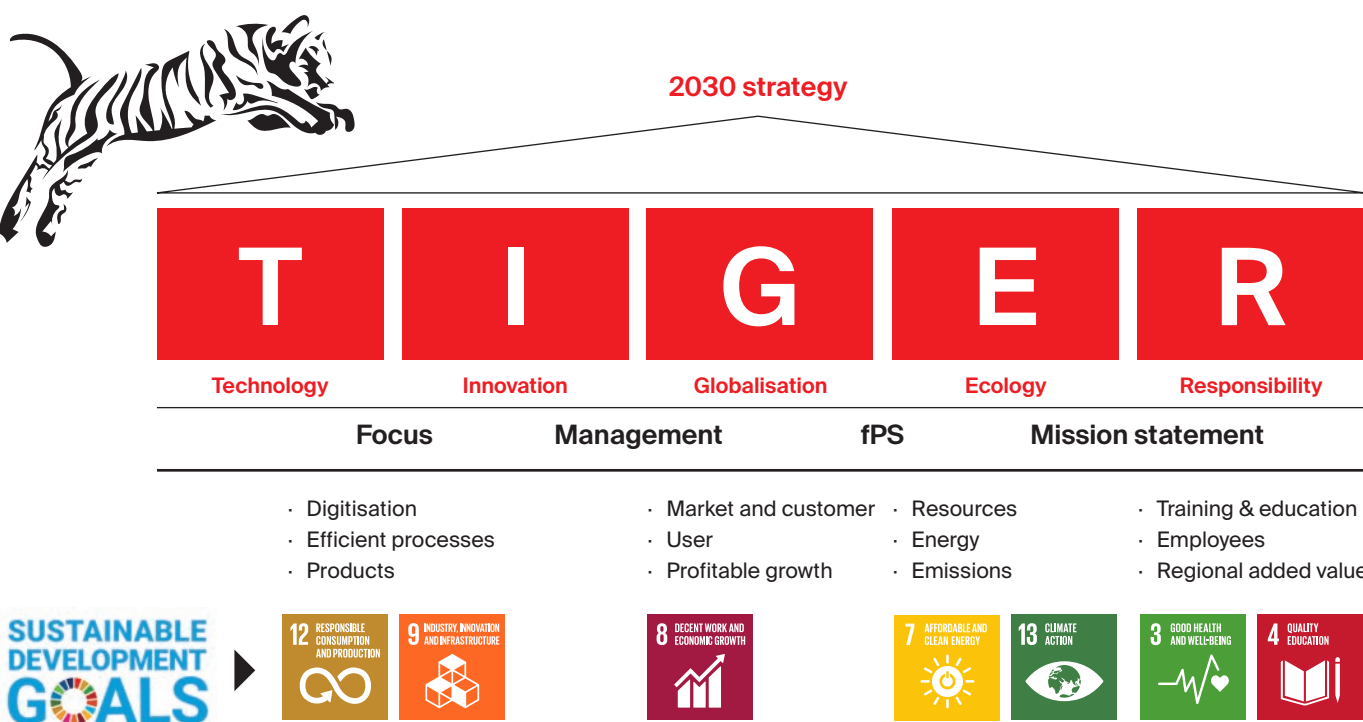 2030 strategy
T I G E R
Technology Innovation Globalisation Ecology Responsibility
Focus Management fPS Mission statement
· Digitisation
· Efficient processes
· Products
· Market and customer
· User
· Profitable growth
· Resources
· Energy
· Emissions
· Training & education
· Employees
· Regional added value
SUSTAINABLE
DEVELOPMENT
GOALS
12 RESPONSIBLE
CONSUMPTION
AND PRODUCTION
9 INDUSTRY, INNOVATION
AND INFRASTRUCTURE
8 DECENT WORK AND
ECONOMIC GROWTH
7 AFFORDABLE AND
CLEAN ENERGY
13 CLIMATE
ACTION
3 GOOD HEALTH
AND WELL-BEING
4 QUALITY
EDUCATION